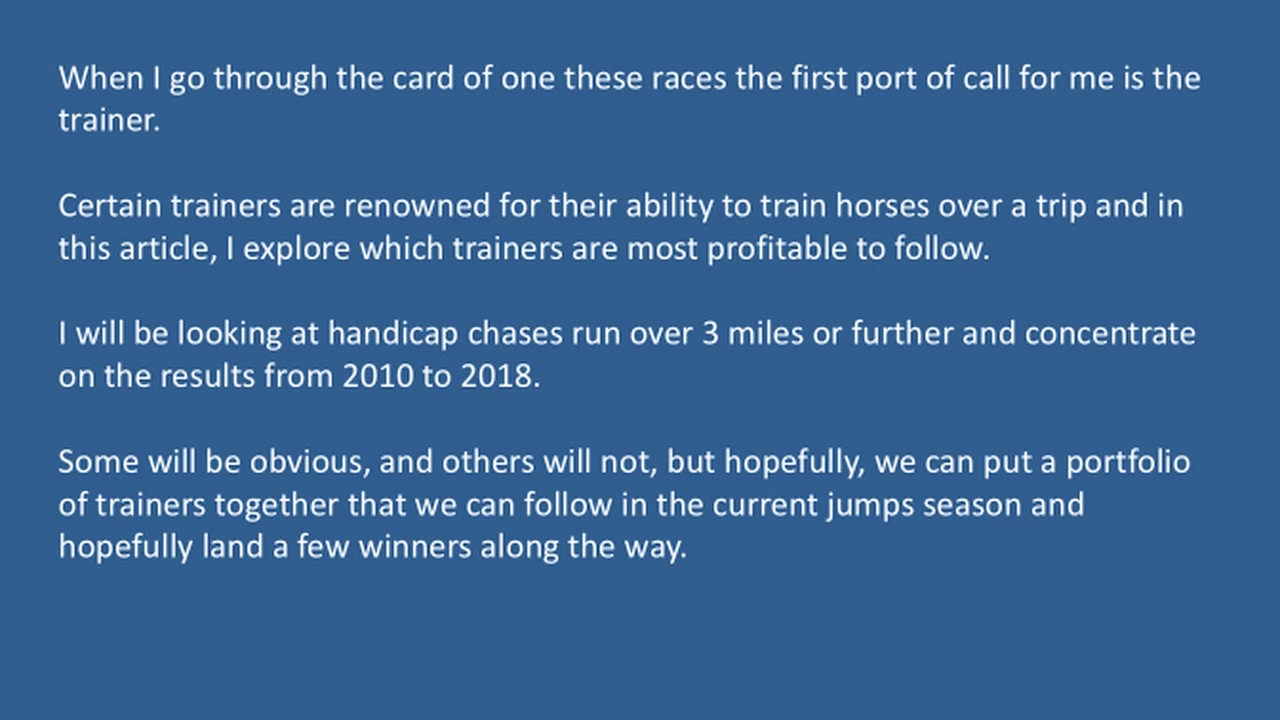 When I go through the card of one these races the first port of call for me is the
trainer.
Certain trainers are renowned for their ability to train horses over a trip and in
this article, I explore which trainers are most profitable to follow.
I will be looking at handicap chases run over 3 miles or further and concentrate
on the results from 2010 to 2018.
Some will be obvious, and others will not, but hopefully, we can put a portfolio
of trainers together that we can follow in the current jumps season and
hopefully land a few winners along the way.